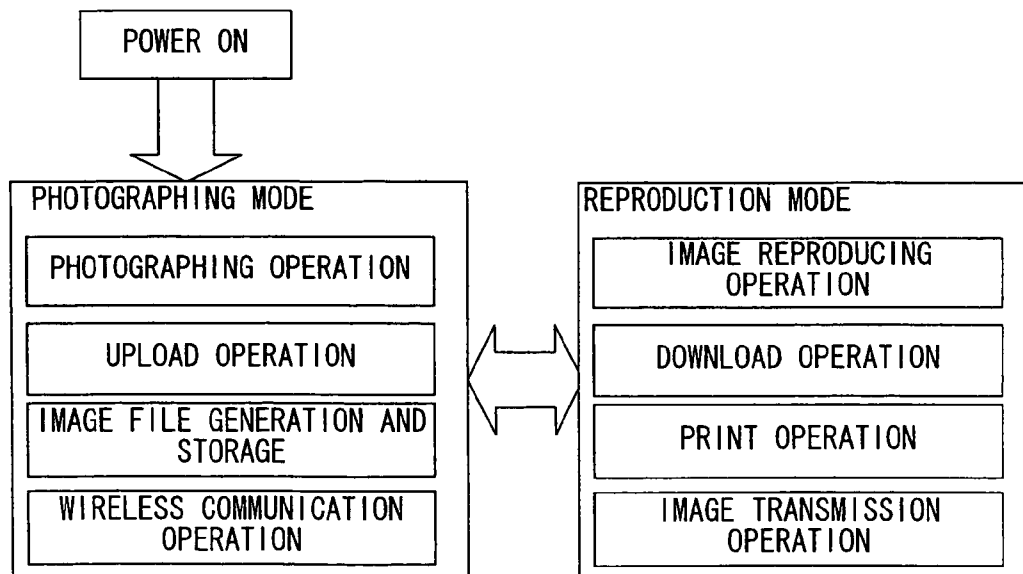 POWER ON
PHOTOGRAPHING MODE
PHOTOGRAPHING OPERATION
UPLOAD OPERATION
IMAGE FILE GENERATION AND
STORAGE
WIRELESS COMMUNICATION
OPERATION
REPRODUCTION MODE
IMAGE REPRODUCING
OPERATION
DOWNLOAD OPERATION
PRINT OPERATION
IMAGE TRANSMISSION
OPERATION